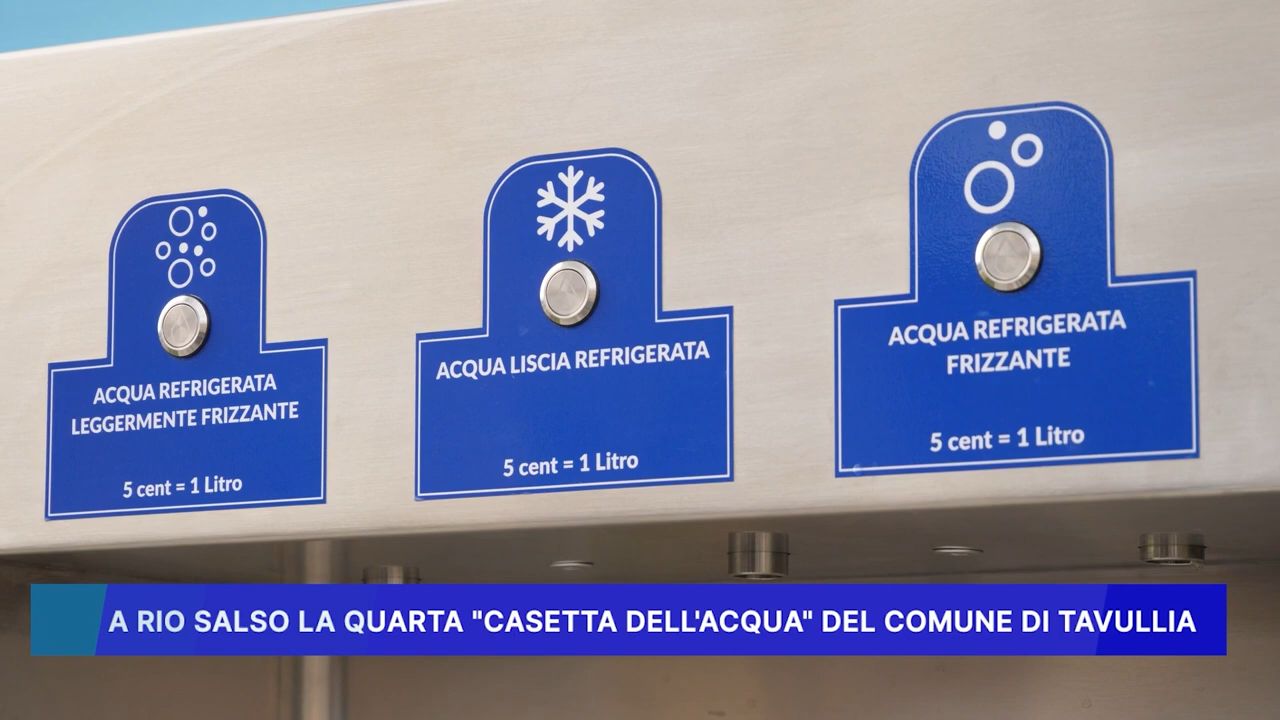 ACQUA REFRIGERATA
LEGGERMENTE FRIZZANTE
5 cent = 1 Litro
ACQUA LISCIA REFRIGERATA
5 cent = 1 Litro
ACQUA REFRIGERATA
FRIZZANTE
5 cent = 1 Litro
A RIO SALSO LA QUARTA "CASETTA DELL'ACQUA" DEL COMUNE DI TAVULLIA